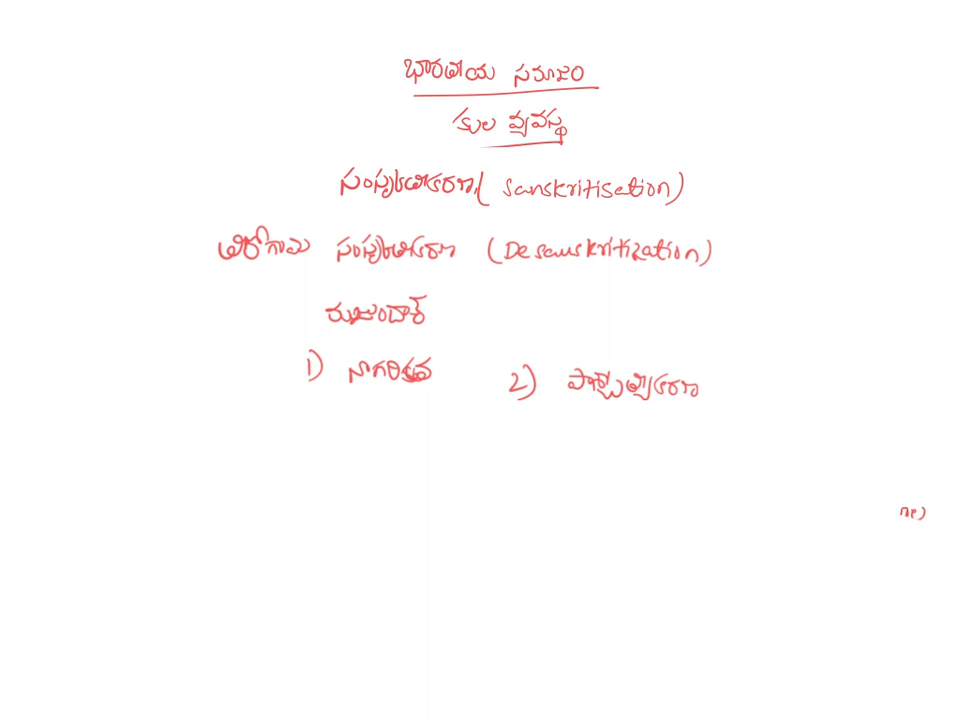 భారతీయ సమాజం
కుల వ్యవస్థ
సంస్కృతీకరణ (Sanskritisation)
తిరోగామి సంస్కృతీకరణ (Desanskritization)
మజుందార్
1) నాగరికత 2) పాశ్చాత్యీకరణ